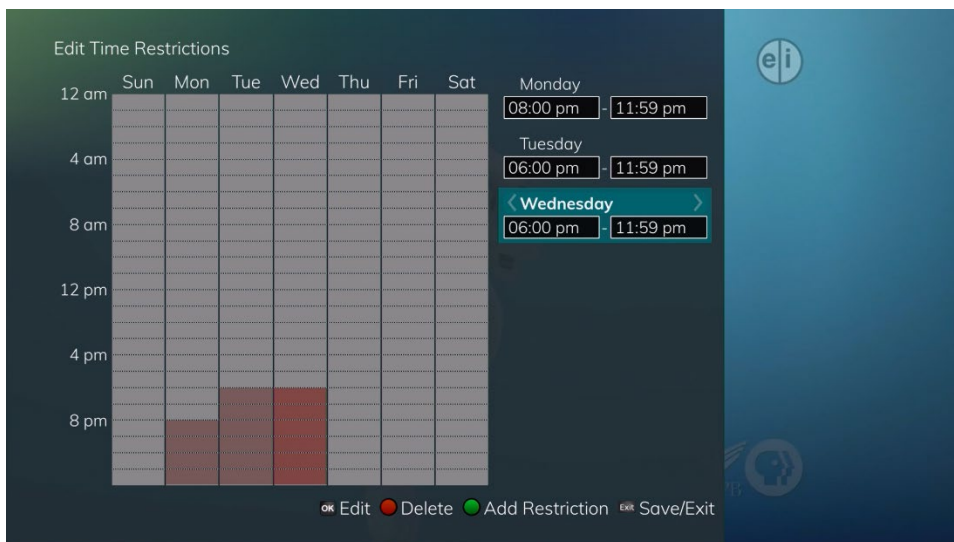 Edit Time Restrictions
Sun Mon Tue Wed Thu Fri Sat
12 am
4 am
8 am
12 pm
4 pm
8 pm
Monday
08:00 pm - 11:59 pm
Tuesday
06:00 pm - 11:59 pm
Wednesday
06:00 pm - 11:59 pm
OK Edit Delete Add Restriction Exit Save/Exit
e i